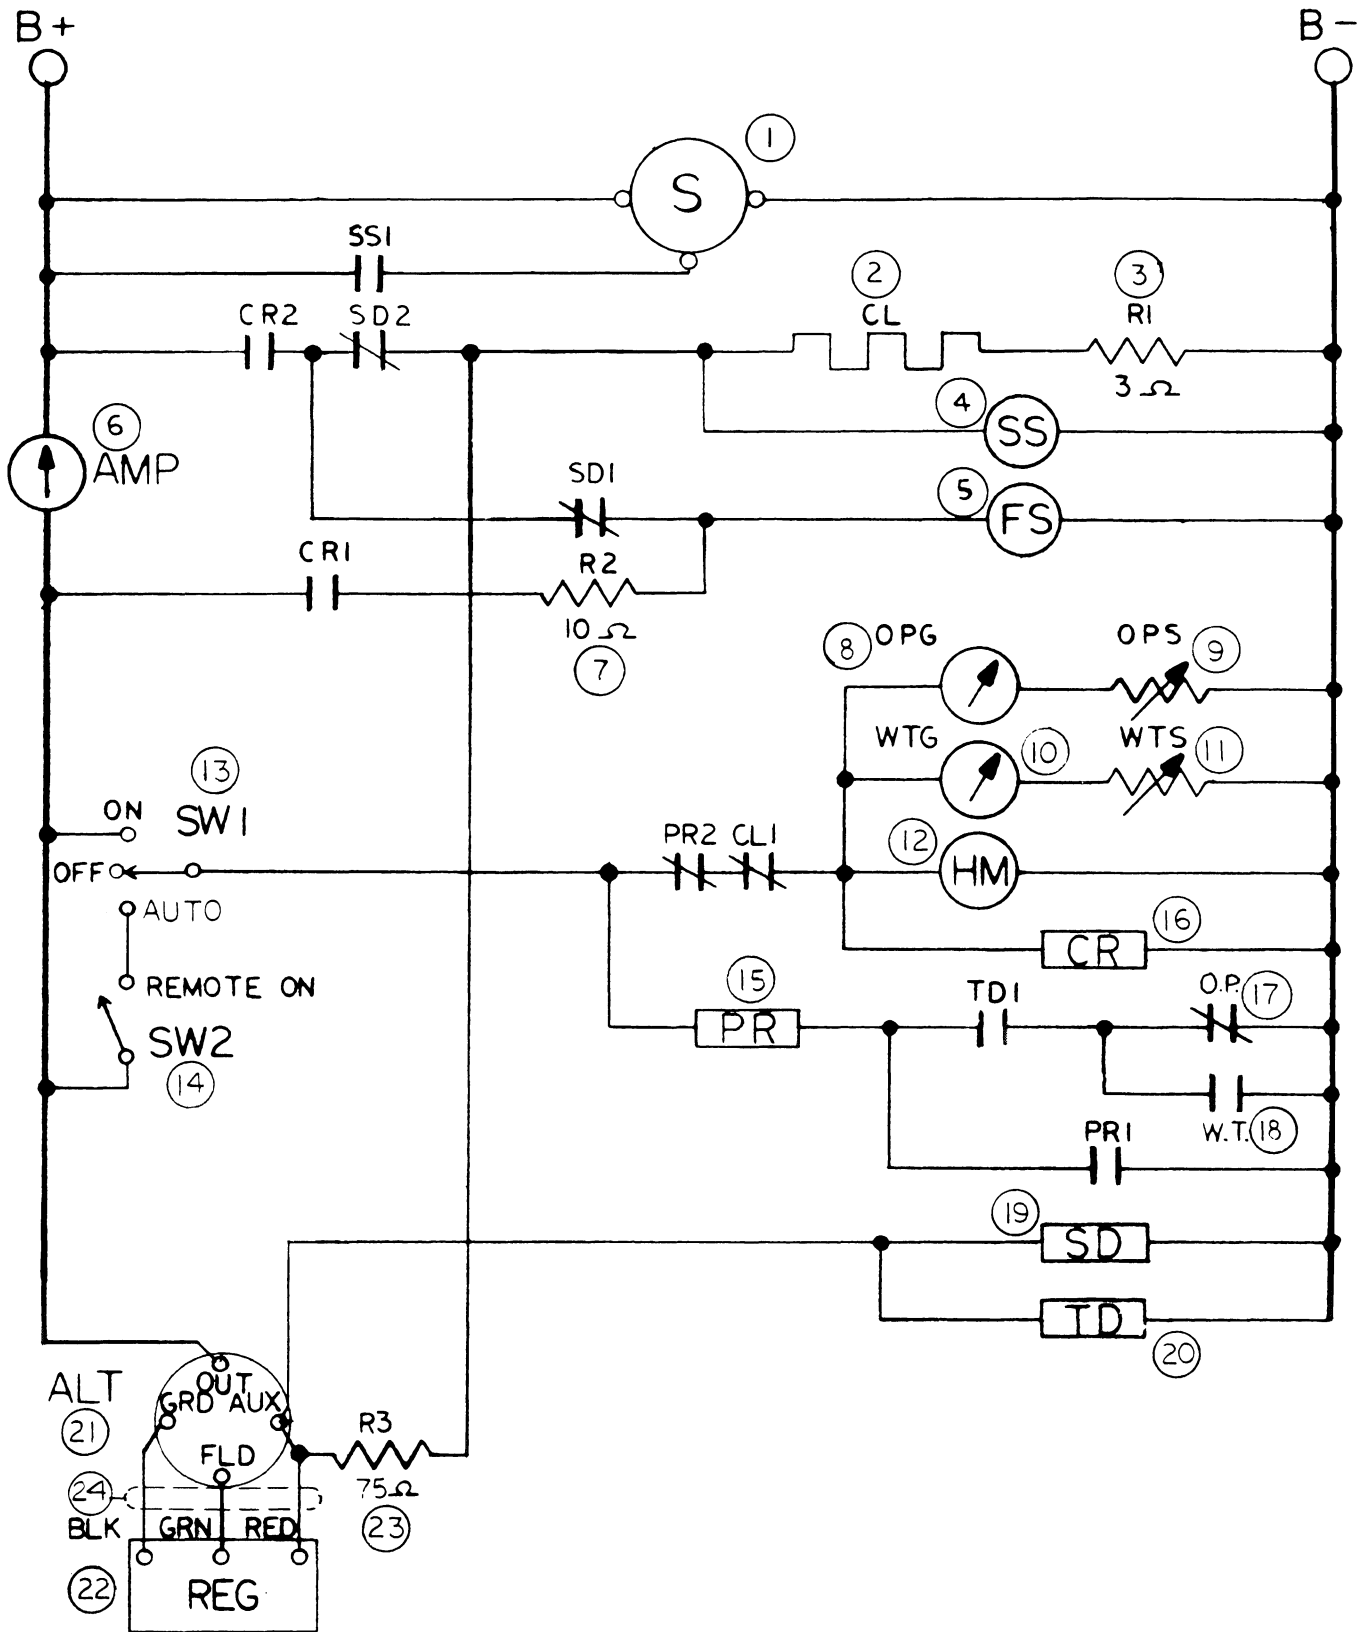 B+
B-
1
S
SS1
2
3
CR2
SD2
CL
R1
3Ω
6
4
AMP
SS
SD1
5
FS
CR1
R2
10Ω
7
8
OPG
OPS
9
WTG
10
WTS
11
13
ON
SW1
PR2
CL1
12
OFF
HM
AUTO
16
CR
15
REMOTE ON
TD1
O.P.
17
PR
SW2
14
PR1
W.T.
18
19
SD
TD
20
ALT
OUT
GRD
AUX
21
R3
FLD
24
75Ω
BLK
GRN
RED
23
22
REG